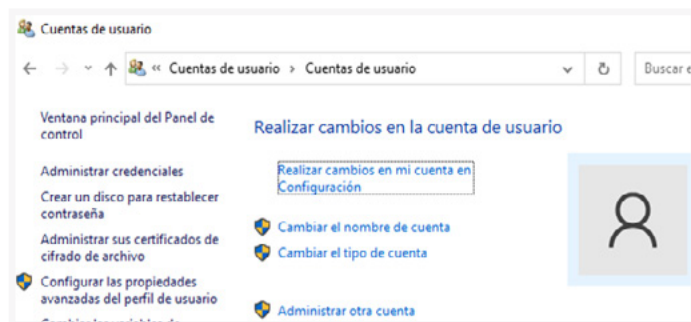 Cuentas de usuario
« Cuentas de usuario > Cuentas de usuario
Buscar e
Ventana principal del Panel de
control
Realizar cambios en la cuenta de usuario
Administrar credenciales
Crear un disco para restablecer
contraseña
Administrar sus certificados de
cifrado de archivo
Configurar las propiedades
avanzadas del perfil de usuario
Realizar cambios en mi cuenta en
Configuración
Cambiar el nombre de cuenta
Cambiar el tipo de cuenta
Administrar otra cuenta